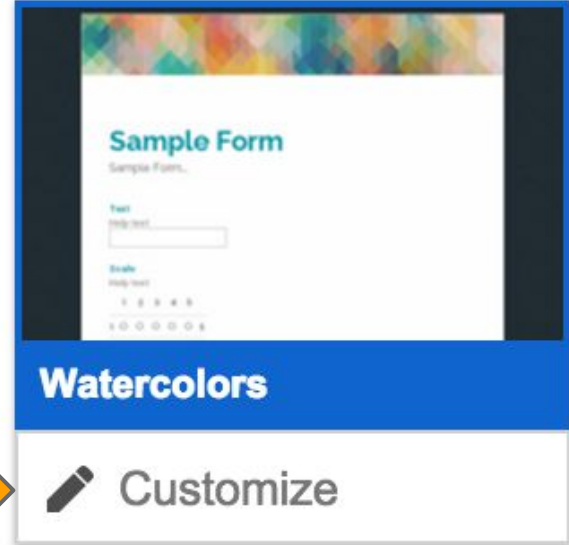 Sample Form
Sample Form...
Text
Help text
Scale
Help text
1 2 3 4 5
Watercolors
Customize